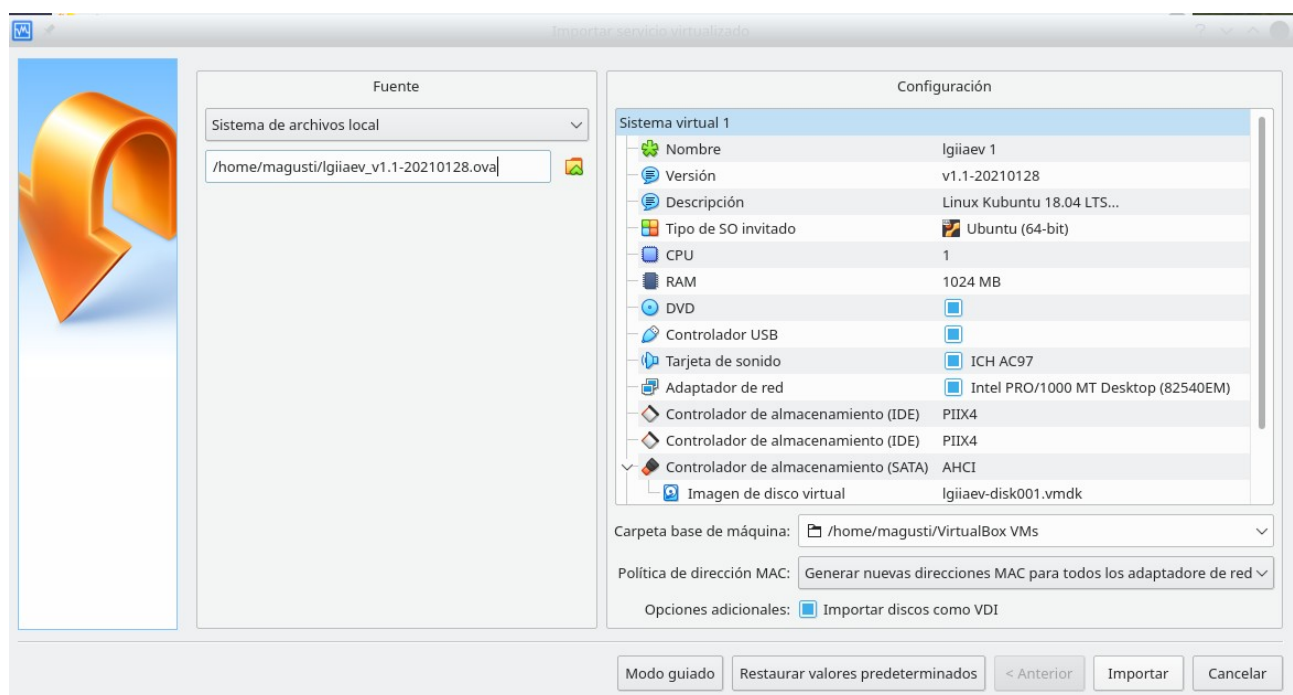 Importar servicio virtualizado
Fuente
Sistema de archivos local
/home/magusti/lgiiaev_v1.1-20210128.ova
Configuración
Sistema virtual 1
Nombre lgiiaev 1
Versión v1.1-20210128
Descripción Linux Kubuntu 18.04 LTS...
Tipo de SO invitado Ubuntu (64-bit)
CPU 1
RAM 1024 MB
DVD
Controlador USB
Tarjeta de sonido ICH AC97
Adaptador de red Intel PRO/1000 MT Desktop (82540EM)
Controlador de almacenamiento (IDE) PIIX4
Controlador de almacenamiento (IDE) PIIX4
Controlador de almacenamiento (SATA) AHCI
Imagen de disco virtual lgiiaev-disk001.vmdk
Carpeta base de máquina: /home/magusti/VirtualBox VMs
Política de dirección MAC: Generar nuevas direcciones MAC para todos los adaptadore de red
Opciones adicionales: Importar discos como VDI
Modo guiado Restaurar valores predeterminados < Anterior Importar Cancelar